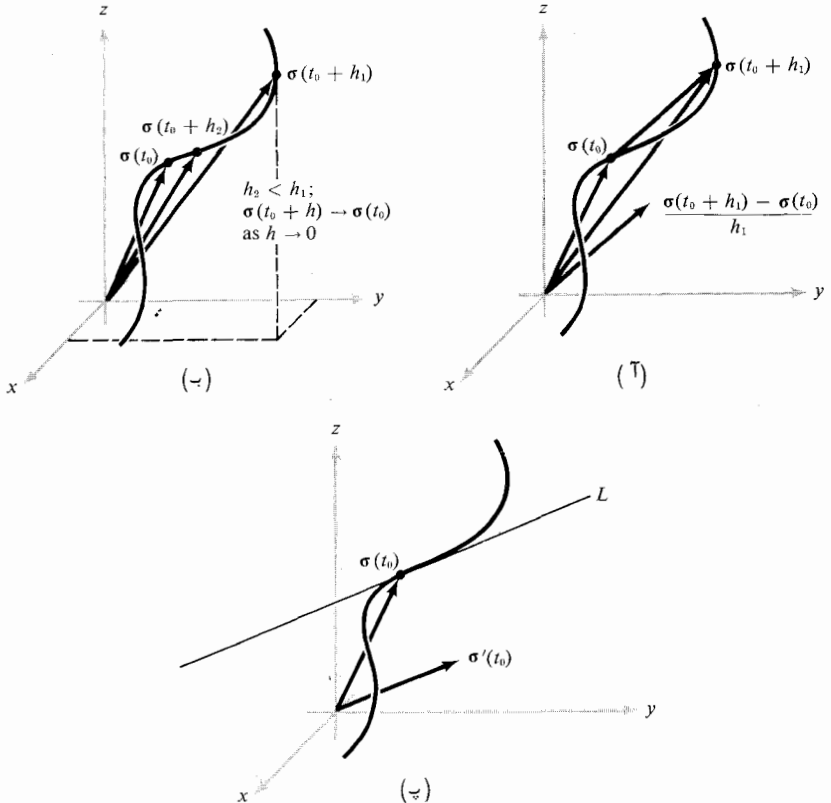 z
σ(t₀ + h₁)
σ(t₀ + h₂)
σ(t₀)
h₂ < h₁;
σ(t₀ + h) → σ(t₀)
as h → 0
y
x
(ب)
z
σ(t₀ + h₁)
σ(t₀)
σ(t₀ + h₁) − σ(t₀)
h₁
y
x
(آ)
z
L
σ(t₀)
σ′(t₀)
y
x
(پ)